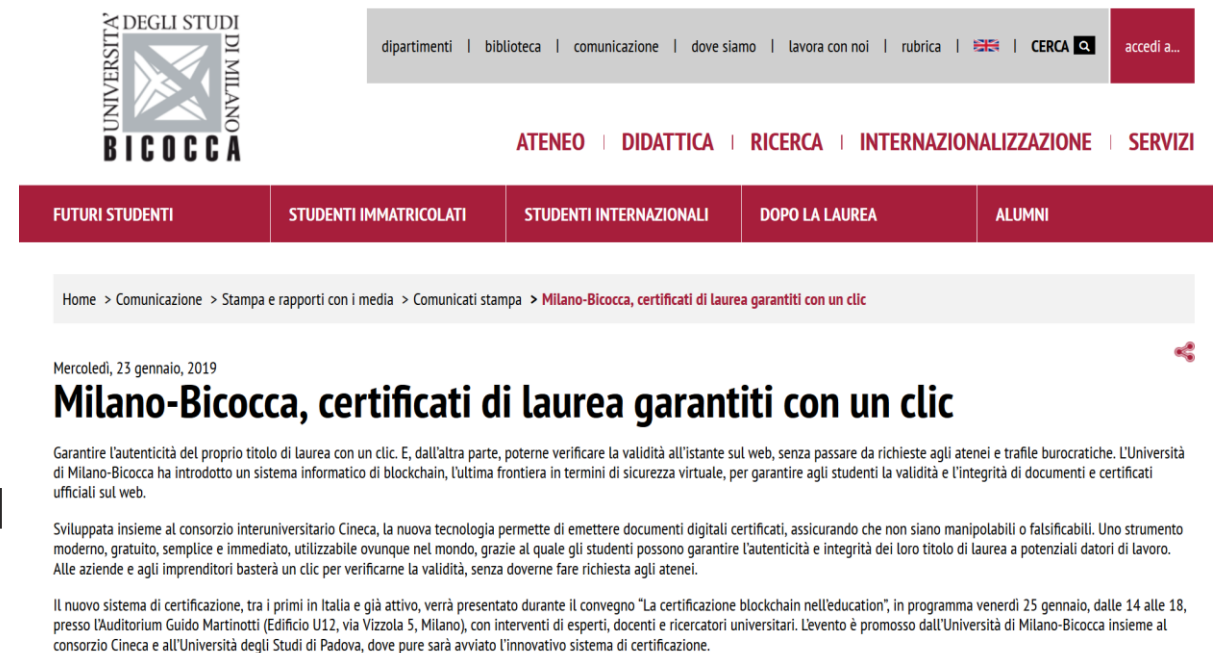 UNIVERSITA' DEGLI STUDI DI MILANO
BICOCCA
dipartimenti | biblioteca | comunicazione | dove siamo | lavora con noi | rubrica | | CERCA accedi a...
ATENEO | DIDATTICA | RICERCA | INTERNAZIONALIZZAZIONE | SERVIZI
FUTURI STUDENTI STUDENTI IMMATRICOLATI STUDENTI INTERNAZIONALI DOPO LA LAUREA ALUMNI
Home > Comunicazione > Stampa e rapporti con i media > Comunicati stampa > Milano-Bicocca, certificati di laurea garantiti con un clic
Mercoledì, 23 gennaio, 2019
Milano-Bicocca, certificati di laurea garantiti con un clic
Garantire l'autenticità del proprio titolo di laurea con un clic. E, dall'altra parte, poterne verificare la validità all'istante sul web, senza passare da richieste agli atenei e trafile burocratiche. L'Università
di Milano-Bicocca ha introdotto un sistema informatico di blockchain, l'ultima frontiera in termini di sicurezza virtuale, per garantire agli studenti la validità e l'integrità di documenti e certificati
ufficiali sul web.
Sviluppata insieme al consorzio interuniversitario Cineca, la nuova tecnologia permette di emettere documenti digitali certificati, assicurando che non siano manipolabili o falsificabili. Uno strumento
moderno, gratuito, semplice e immediato, utilizzabile ovunque nel mondo, grazie al quale gli studenti possono garantire l'autenticità e integrità dei loro titolo di laurea a potenziali datori di lavoro.
Alle aziende e agli imprenditori basterà un clic per verificarne la validità, senza doverne fare richiesta agli atenei.
Il nuovo sistema di certificazione, tra i primi in Italia e già attivo, verrà presentato durante il convegno "La certificazione blockchain nell'education", in programma venerdì 25 gennaio, dalle 14 alle 18,
presso l'Auditorium Guido Martinotti (Edificio U12, via Vizzola 5, Milano), con interventi di esperti, docenti e ricercatori universitari. L'evento è promosso dall'Università di Milano-Bicocca insieme al
consorzio Cineca e all'Università degli Studi di Padova, dove pure sarà avviato l'innovativo sistema di certificazione.